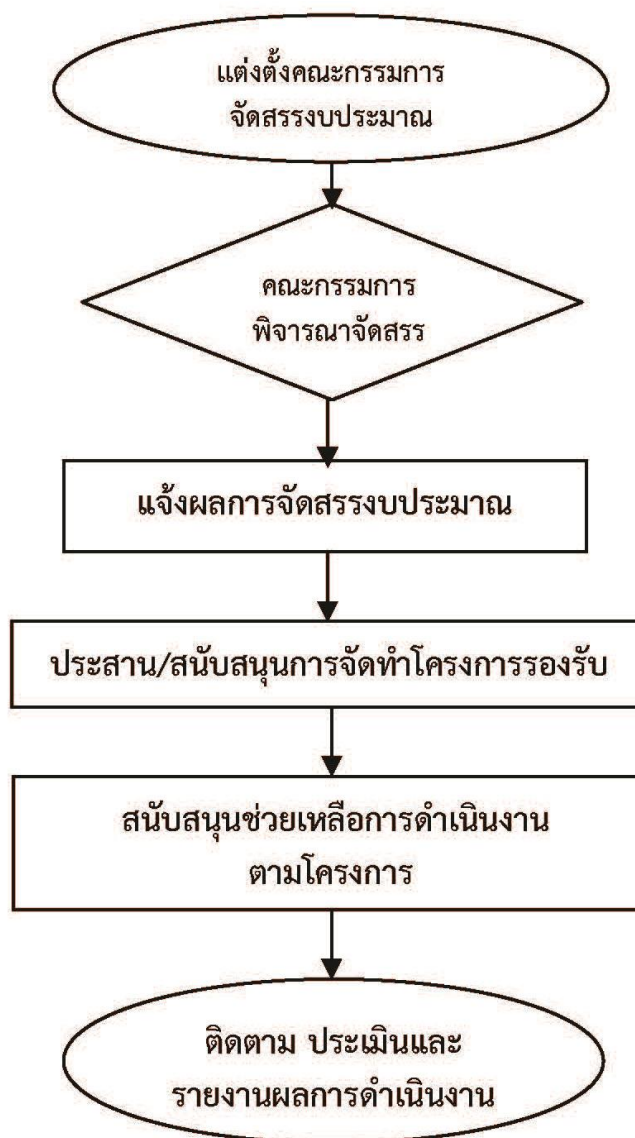 แต่งตั้งคณะกรรมการ
จัดสรรงบประมาณ
คณะกรรมการ
พิจารณาจัดสรร
แจ้งผลการจัดสรรงบประมาณ
ประสาน/สนับสนุนการจัดทำโครงการรองรับ
สนับสนุนช่วยเหลือการดำเนินงาน
ตามโครงการ
ติดตาม ประเมินและ
รายงานผลการดำเนินงาน